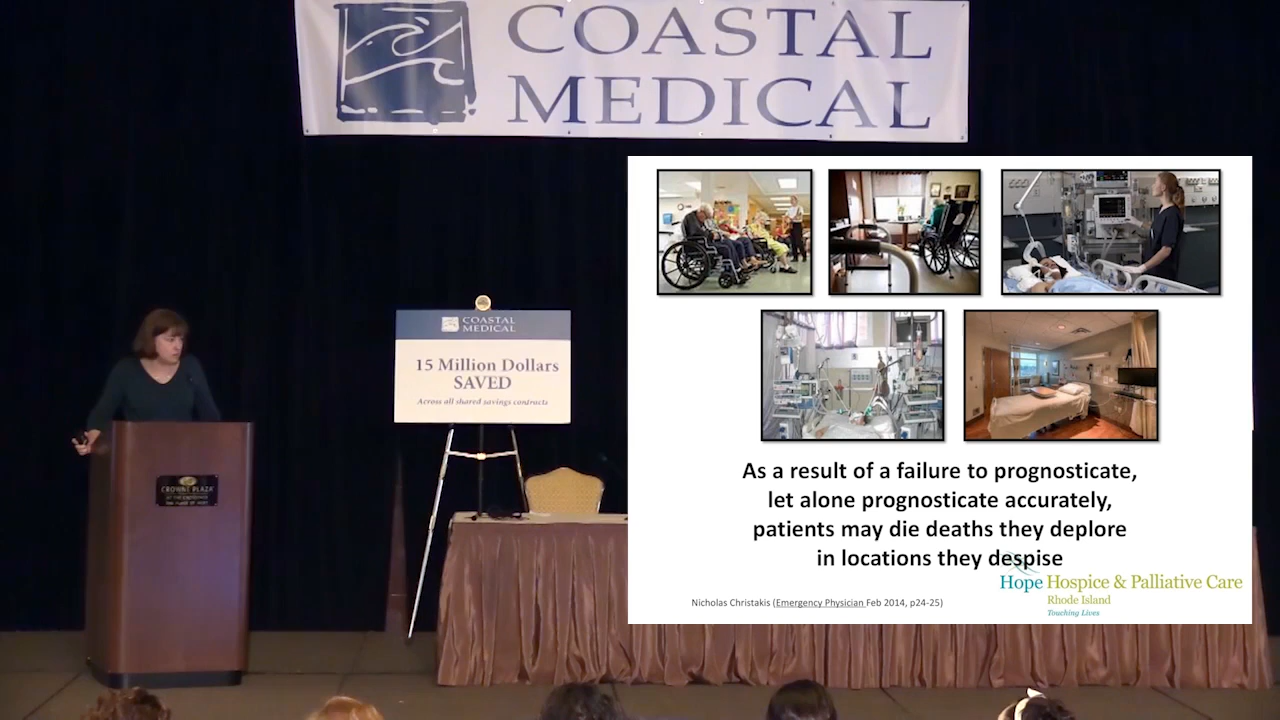 COASTAL
MEDICAL
COASTAL
MEDICAL
15 Million Dollars
SAVED
Across all shared savings contracts
CROWNE PLAZA
As a result of a failure to prognosticate,
let alone prognosticate accurately,
patients may die deaths they deplore
in locations they despise
Hope Hospice & Palliative Care
Rhode Island
Touching Lives
Nicholas Christakis (Emergency Physician Feb 2014, p24-25)